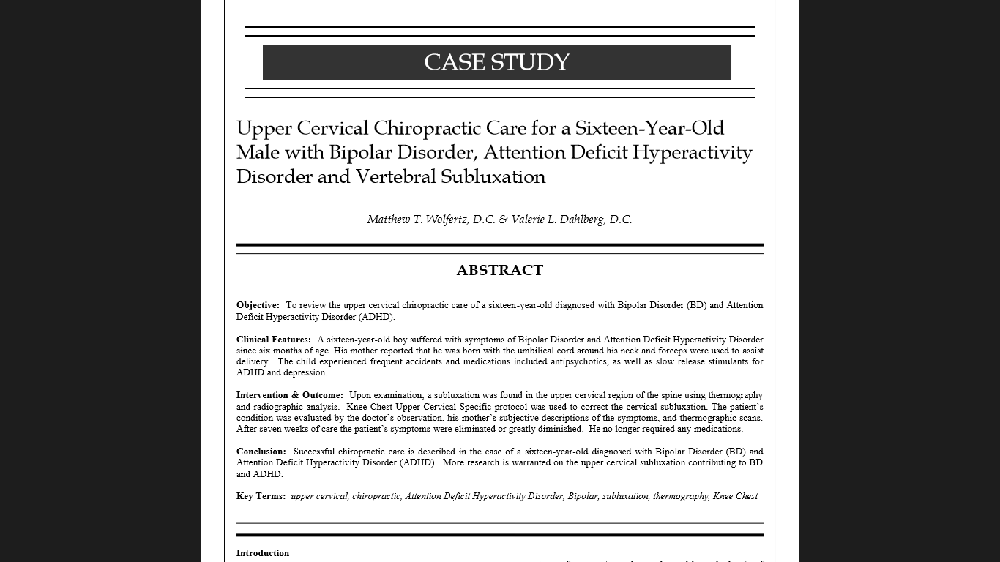 CASE STUDY
Upper Cervical Chiropractic Care for a Sixteen-Year-Old
Male with Bipolar Disorder, Attention Deficit Hyperactivity
Disorder and Vertebral Subluxation
Matthew T. Wolfertz, D.C. & Valerie L. Dahlberg, D.C.
ABSTRACT
Objective: To review the upper cervical chiropractic care of a sixteen-year-old diagnosed with Bipolar Disorder (BD) and Attention
Deficit Hyperactivity Disorder (ADHD).
Clinical Features: A sixteen-year-old boy suffered with symptoms of Bipolar Disorder and Attention Deficit Hyperactivity Disorder
since six months of age. His mother reported that he was born with the umbilical cord around his neck and forceps were used to assist
delivery. The child experienced frequent accidents and medications included antipsychotics, as well as slow release stimulants for
ADHD and depression.
Intervention & Outcome: Upon examination, a subluxation was found in the upper cervical region of the spine using thermography
and radiographic analysis. Knee Chest Upper Cervical Specific protocol was used to correct the cervical subluxation. The patient's
condition was evaluated by the doctor's observation, his mother's subjective descriptions of the symptoms, and thermographic scans.
After seven weeks of care the patient's symptoms were eliminated or greatly diminished. He no longer required any medications.
Conclusion: Successful chiropractic care is described in the case of a sixteen-year-old diagnosed with Bipolar Disorder (BD) and
Attention Deficit Hyperactivity Disorder (ADHD). More research is warranted on the upper cervical subluxation contributing to BD
and ADHD.
Key Terms: upper cervical, chiropractic, Attention Deficit Hyperactivity Disorder, Bipolar, subluxation, thermography, Knee Chest
Introduction